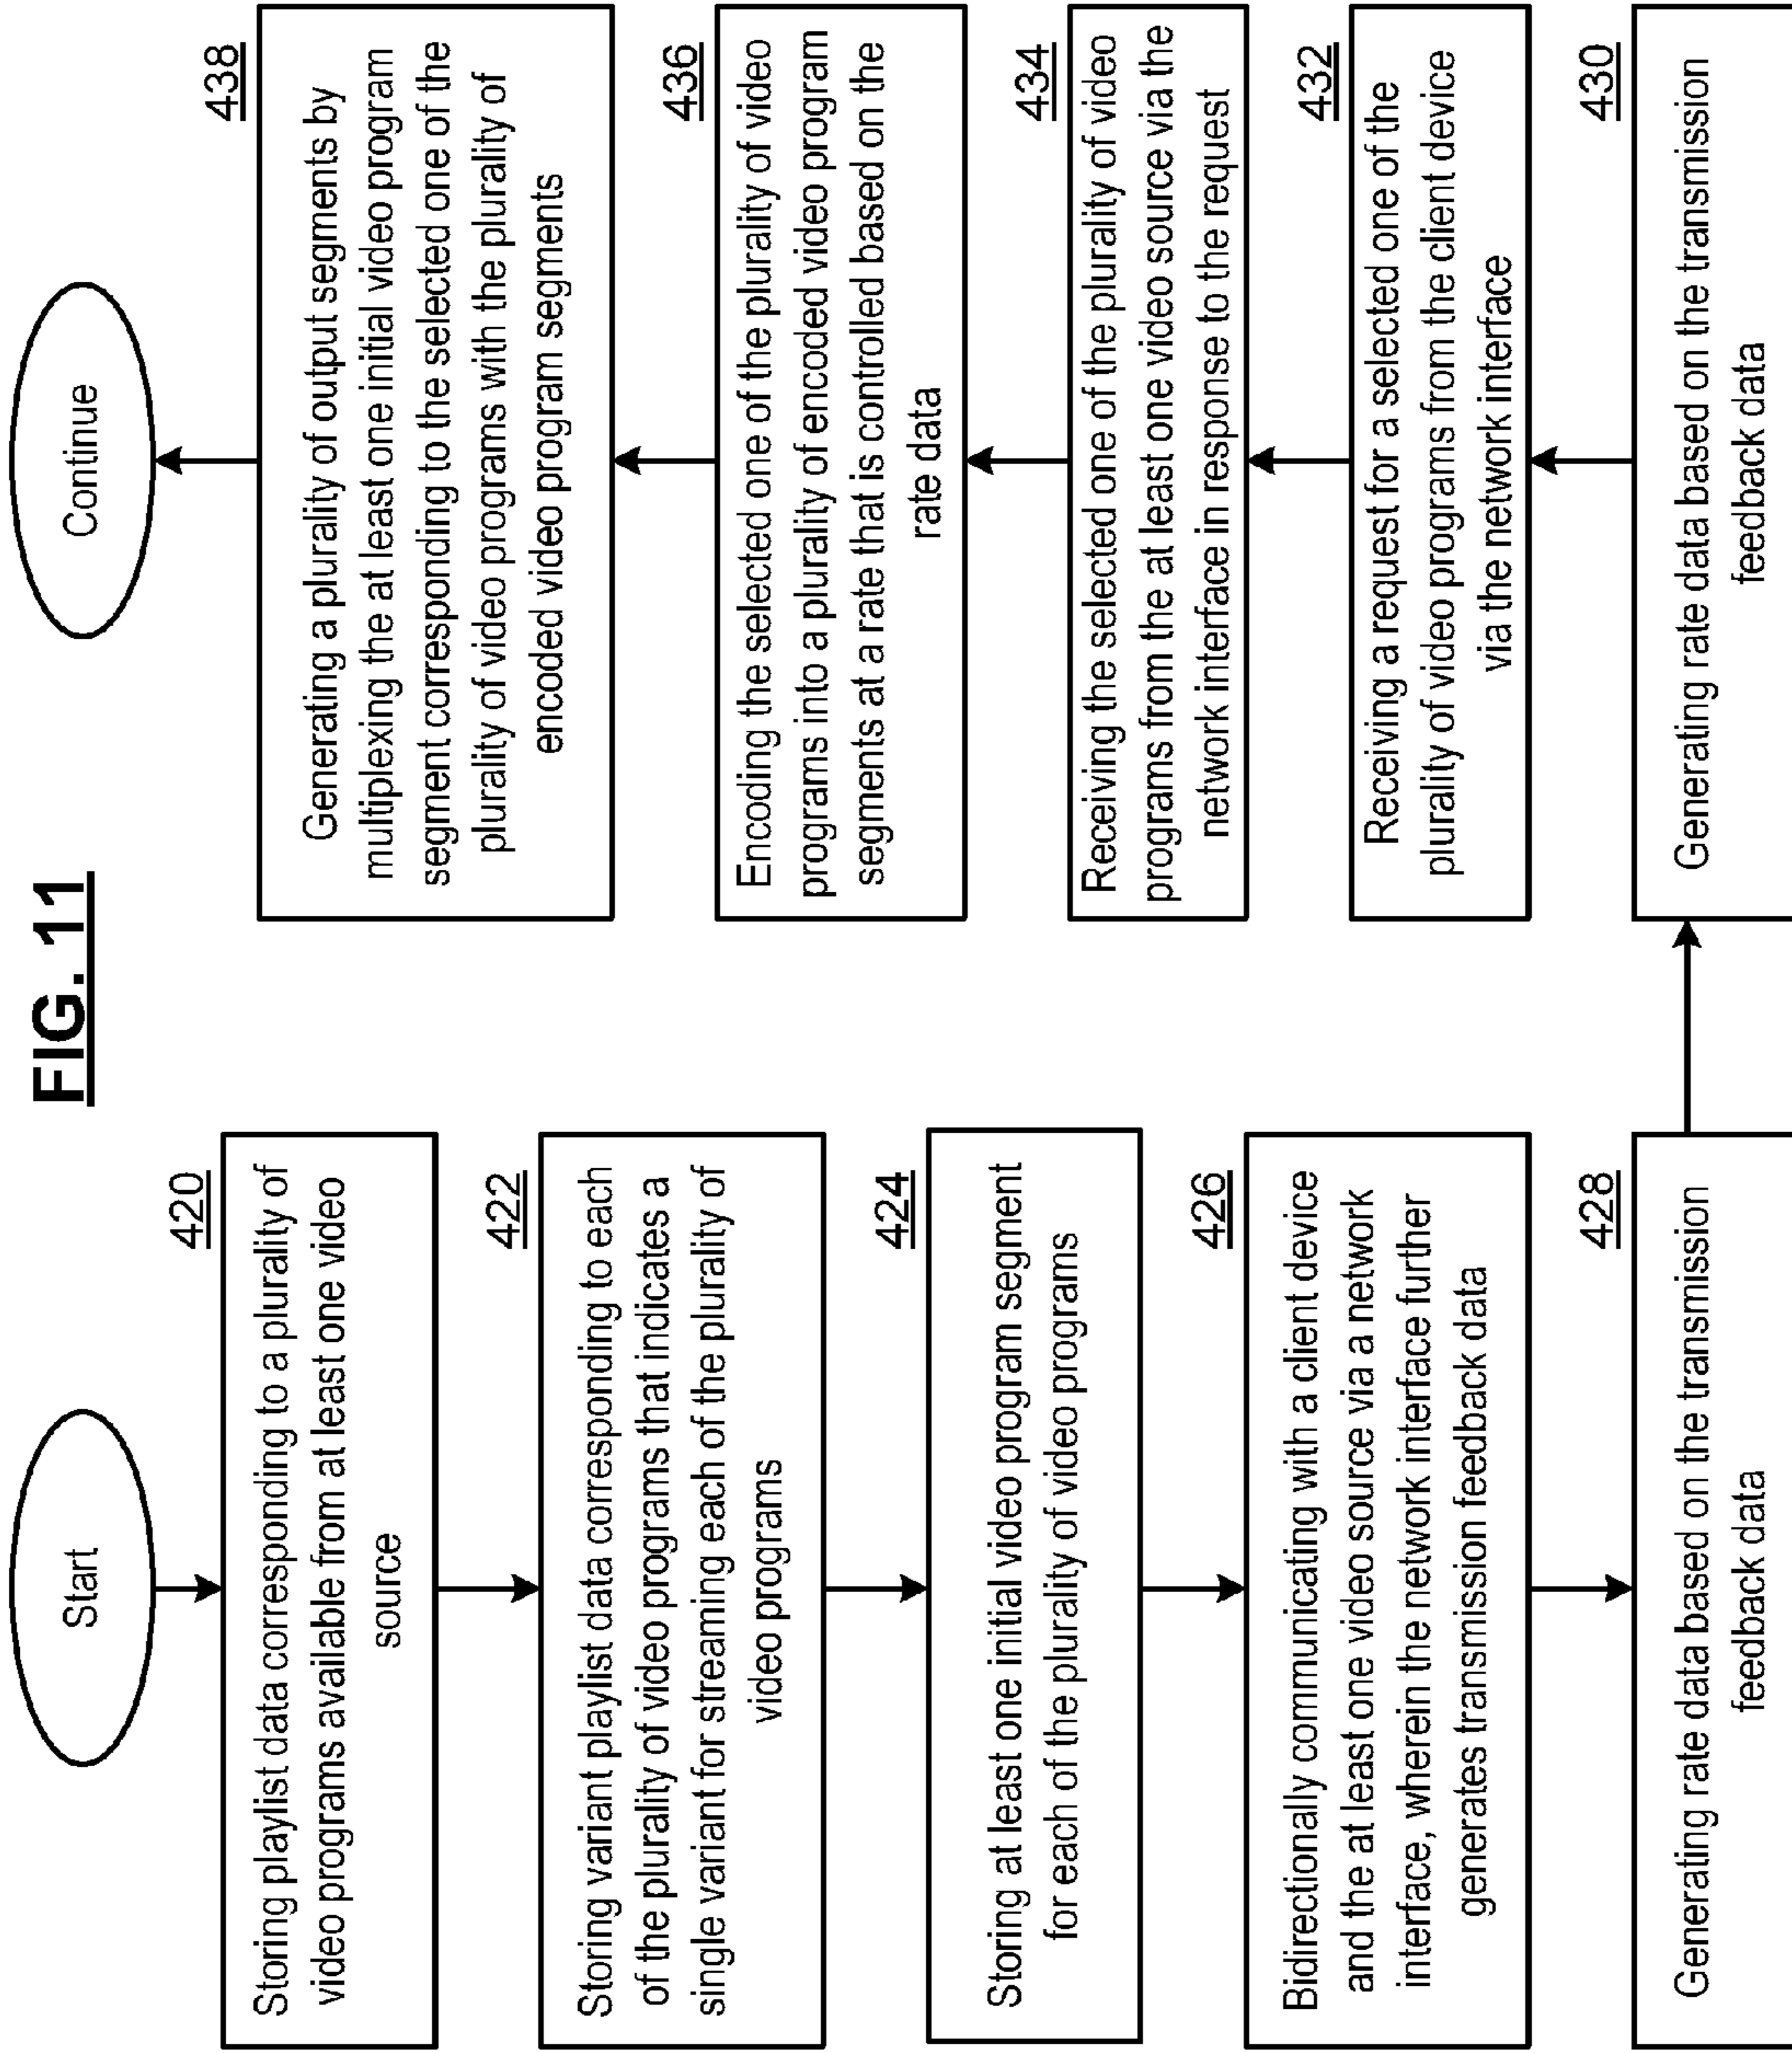 FIG. 11
Start
420
Storing playlist data corresponding to a plurality of
video programs available from at least one video
source
422
Storing variant playlist data corresponding to each
of the plurality of video programs that indicates a
single variant for streaming each of the plurality of
video programs
424
Storing at least one initial video program segment
for each of the plurality of video programs
426
Bidirectionally communicating with a client device
and the at least one video source via a network
interface, wherein the network interface further
generates transmission feedback data
428
Generating rate data based on the transmission
feedback data
430
Generating rate data based on the transmission
feedback data
432
Receiving a request for a selected one of the
plurality of video programs from the client device
via the network interface
434
Receiving the selected one of the plurality of video
programs from the at least one video source via the
network interface in response to the request
436
Encoding the selected one of the plurality of video
programs into a plurality of encoded video program
segments at a rate that is controlled based on the
rate data
438
Generating a plurality of output segments by
multiplexing the at least one initial video program
segment corresponding to the selected one of the
plurality of video programs with the plurality of
encoded video program segments
Continue